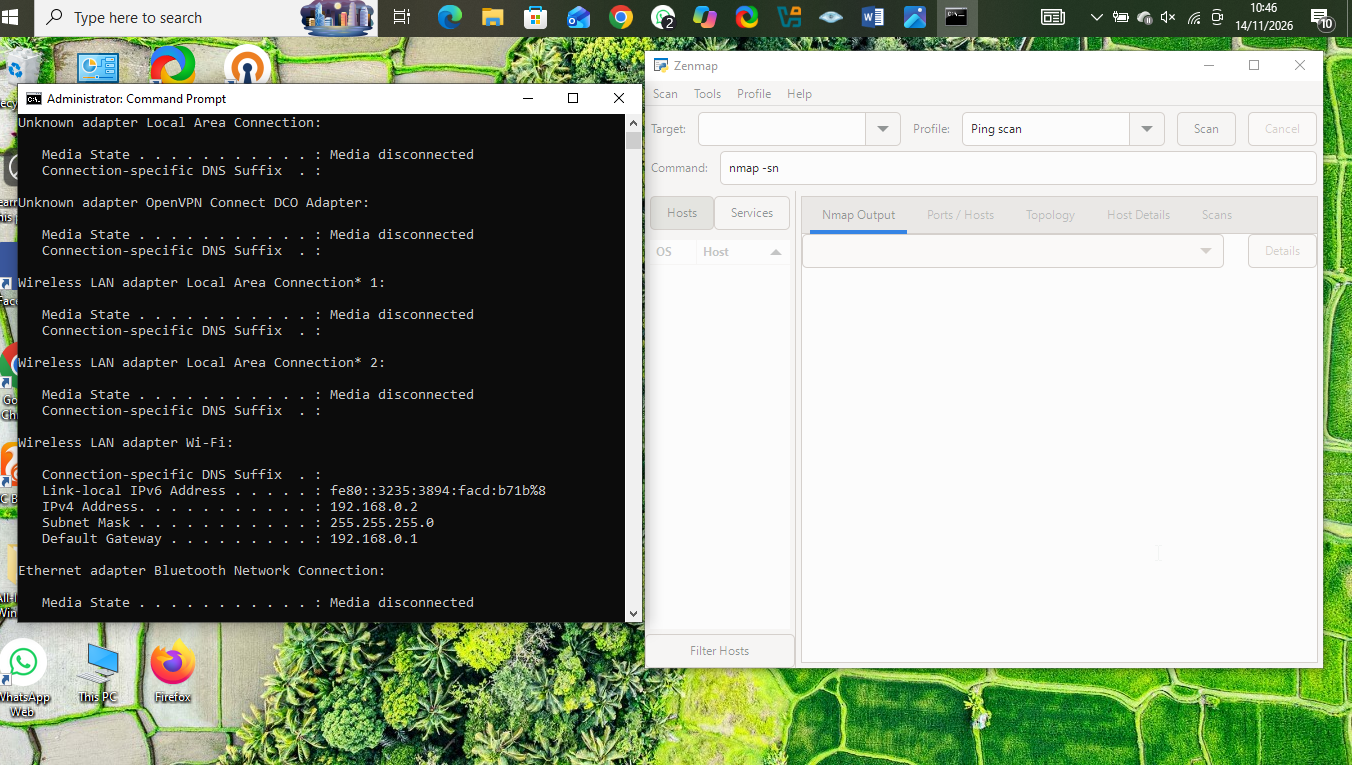 Type here to search
2
10:46
14/11/2026
10
Administrator: Command Prompt
Unknown adapter Local Area Connection:
Media State . . . . . . . . . . . : Media disconnected
Connection-specific DNS Suffix  . :
Unknown adapter OpenVPN Connect DCO Adapter:
Media State . . . . . . . . . . . : Media disconnected
Connection-specific DNS Suffix  . :
Wireless LAN adapter Local Area Connection* 1:
Media State . . . . . . . . . . . : Media disconnected
Connection-specific DNS Suffix  . :
Wireless LAN adapter Local Area Connection* 2:
Media State . . . . . . . . . . . : Media disconnected
Connection-specific DNS Suffix  . :
Wireless LAN adapter Wi-Fi:
Connection-specific DNS Suffix  . :
Link-local IPv6 Address . . . . . : fe80::3235:3894:facd:b71b%8
IPv4 Address. . . . . . . . . . . : 192.168.0.2
Subnet Mask . . . . . . . . . . . : 255.255.255.0
Default Gateway . . . . . . . . . : 192.168.0.1
Ethernet adapter Bluetooth Network Connection:
Media State . . . . . . . . . . . : Media disconnected
Zenmap
Scan Tools Profile Help
Target: Profile: Ping scan Scan Cancel
Command: nmap -sn
Hosts Services
Nmap Output Ports / Hosts Topology Host Details Scans
OS Host
Details
Filter Hosts
WhatsApp Web
This PC
Firefox